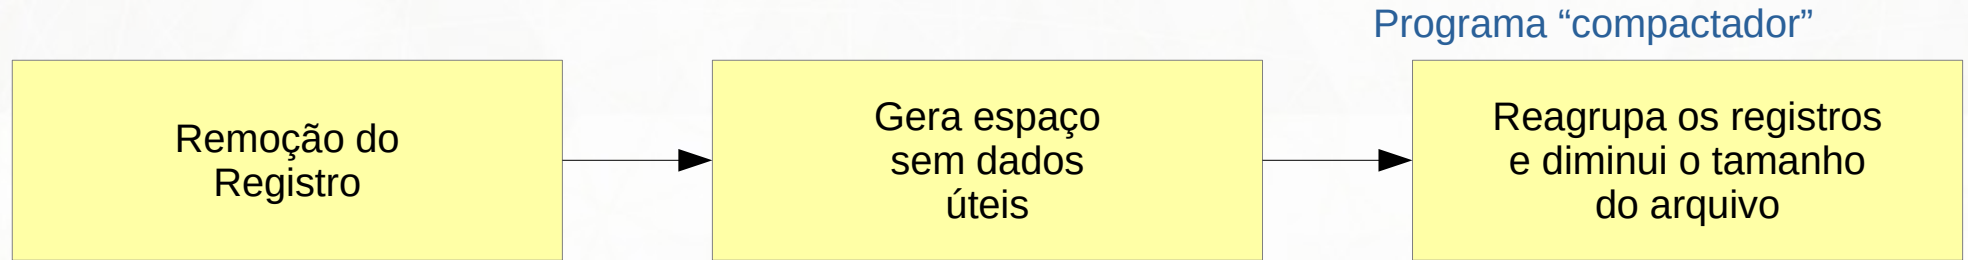 Programa “compactador”
Remoção do
Registro
Gera espaço
sem dados
úteis
Reagrupa os registros
e diminui o tamanho
do arquivo